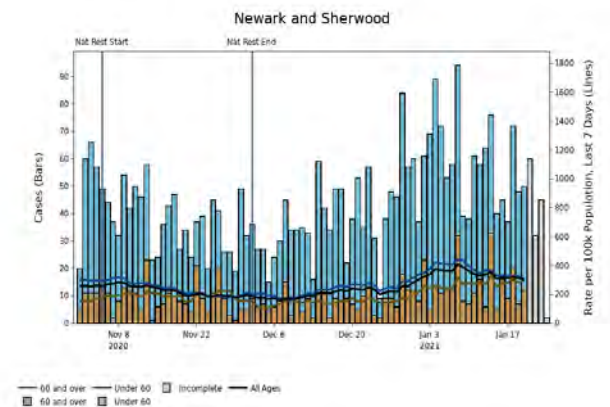 Newark and Sherwood
Nat Rest Start
Nat Rest End
Cases (Bars)
90
80
70
60
50
40
30
20
10
0
Rate per 100k Population, Last 7 Days (Lines)
1800
1600
1400
1200
1000
800
600
400
200
0
Nov 8
2020
Nov 22
Dec 6
Dec 20
Jan 3
2021
Jan 17
60 and over
Under 60
Incomplete
All Ages
60 and over
Under 60